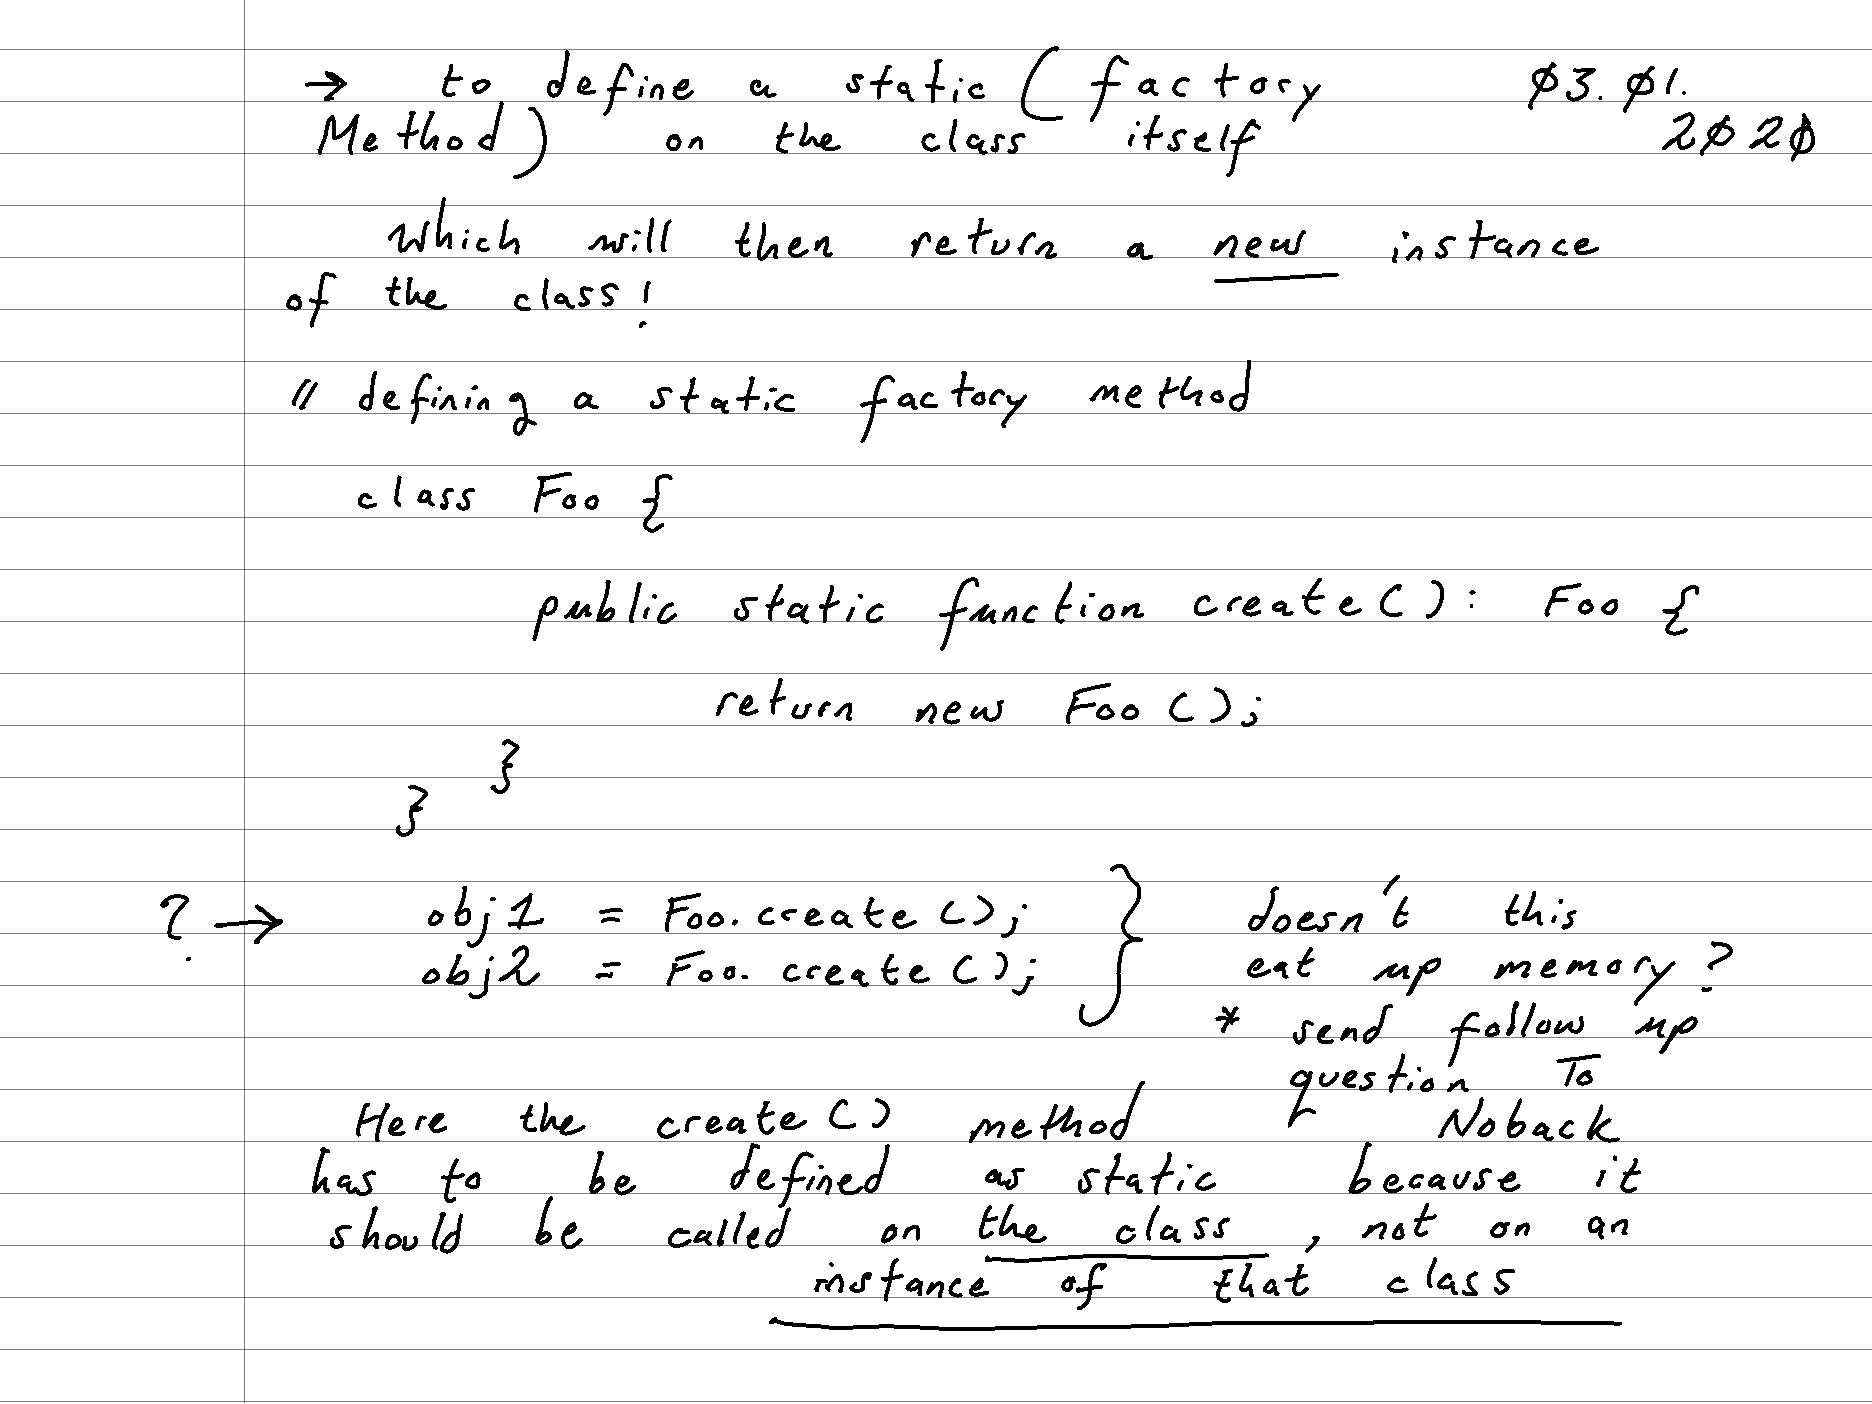 → to define a static (factory Ø3.Ø1.
Method) on the class itself 2Ø2Ø
which will then return a new instance
of the class!
// defining a static factory method
class Foo {
public static function create(): Foo {
return new Foo();
}
}
? → obj1 = Foo.create(); } doesn't this
obj2 = Foo.create(); eat up memory?
* send follow up
question To
Here the create() method Noback
has to be defined as static because it
should be called on the class, not on an
instance of that class